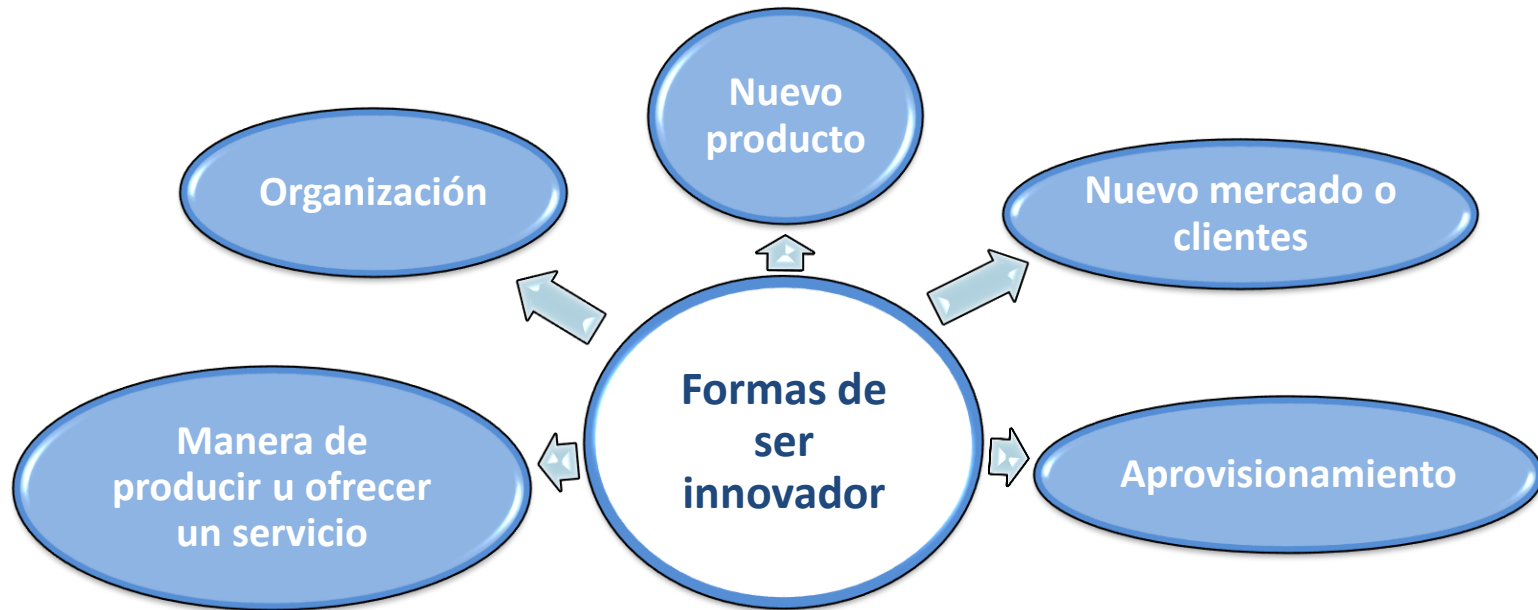 Nuevo
producto
Organización
Nuevo mercado o
clientes
Formas de
ser
innovador
Manera de
producir u ofrecer
un servicio
Aprovisionamiento